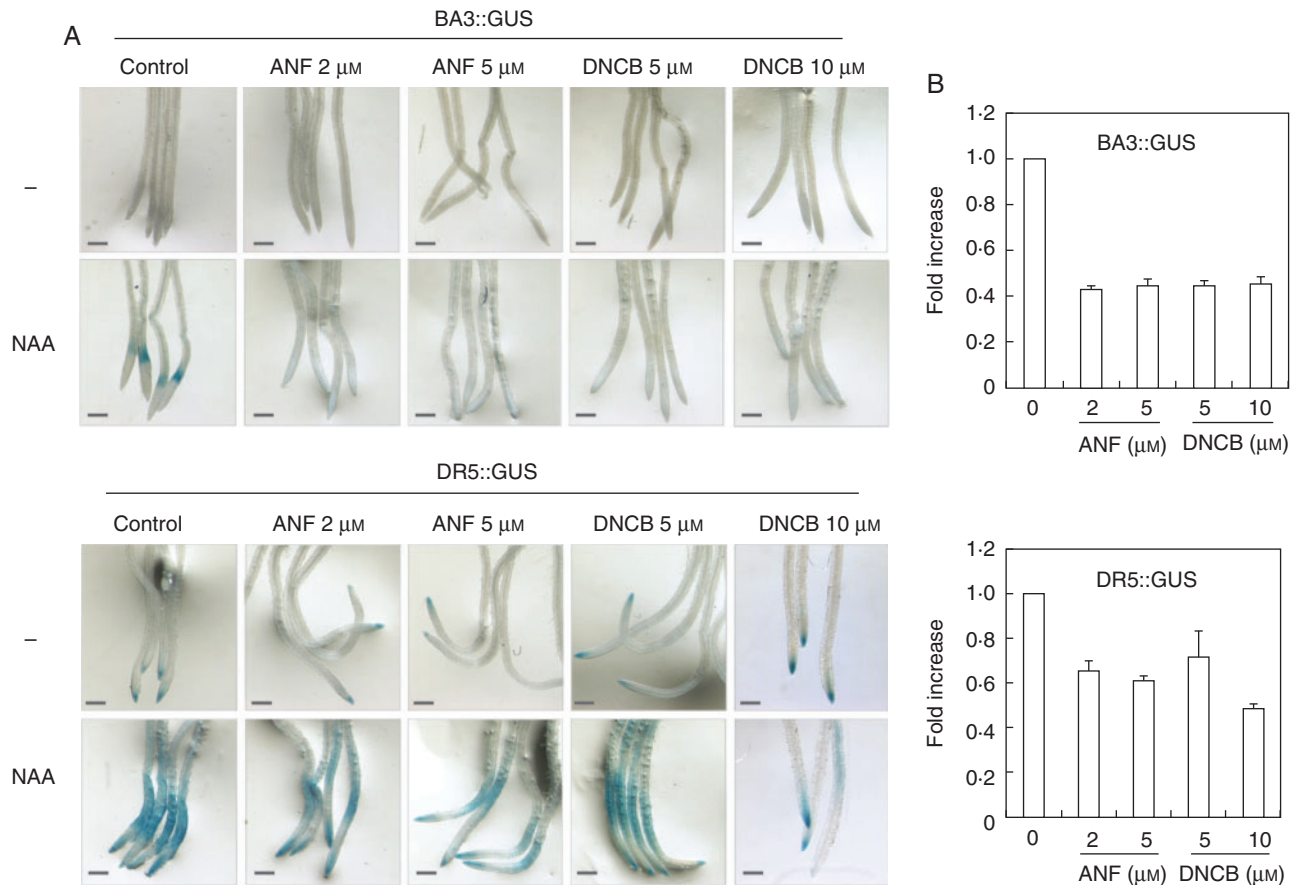 A
BA3::GUS
Control ANF 2 μM ANF 5 μM DNCB 5 μM DNCB 10 μM
–
NAA
DR5::GUS
Control ANF 2 μM ANF 5 μM DNCB 5 μM DNCB 10 μM
–
NAA
B
BA3::GUS
Fold increase
1·2
1·0
0·8
0·6
0·4
0·2
0
0 2 5 5 10
ANF (μM) DNCB (μM)
DR5::GUS
Fold increase
1·2
1·0
0·8
0·6
0·4
0·2
0
0 2 5 5 10
ANF (μM) DNCB (μM)